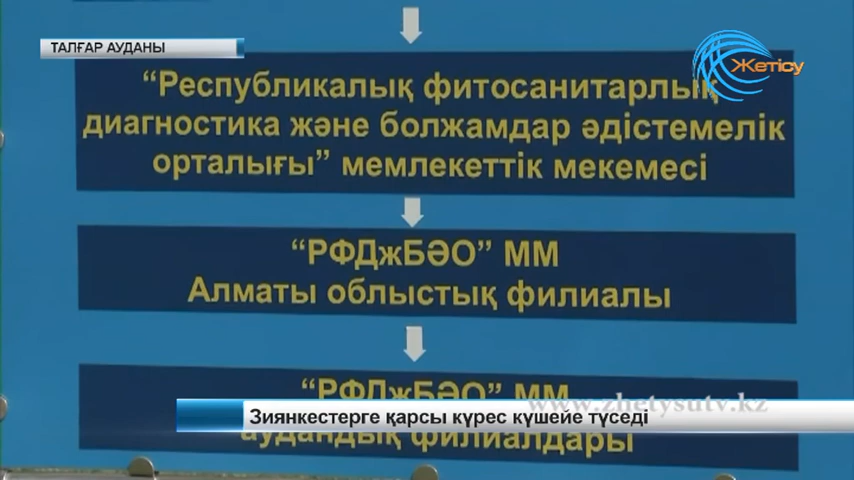 ТАЛҒАР АУДАНЫ
Жетісу
“Республикалық фитосанитарлық
диагностика және болжамдар әдістемелік
орталығы” мемлекеттік мекемесі
“РФДжБӘО” ММ
Алматы облыстық филиалы
“РФДжБӘО” ММ
www.zhetysutv.kz
Зиянкестерге қарсы күрес күшейе түседі
аудандық филиалдары